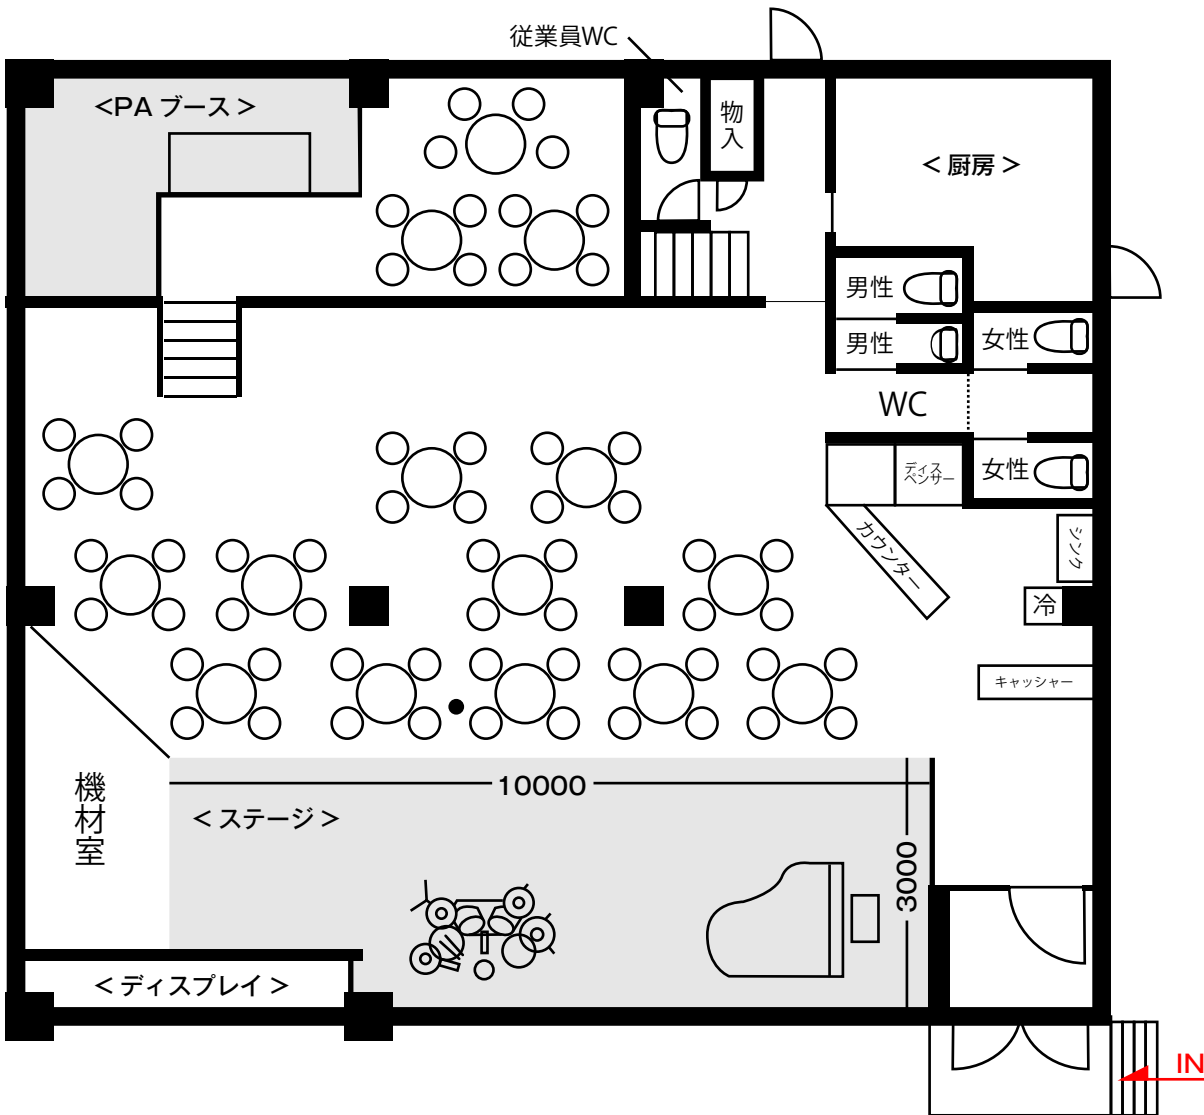 従業員WC
<PA ブース>
物入
<厨房>
男性
男性
女性
WC
女性
ディスペンサー
カウンター
シンク
冷
キャッシャー
機材室
10000
<ステージ>
3000
<ディスプレイ>
IN